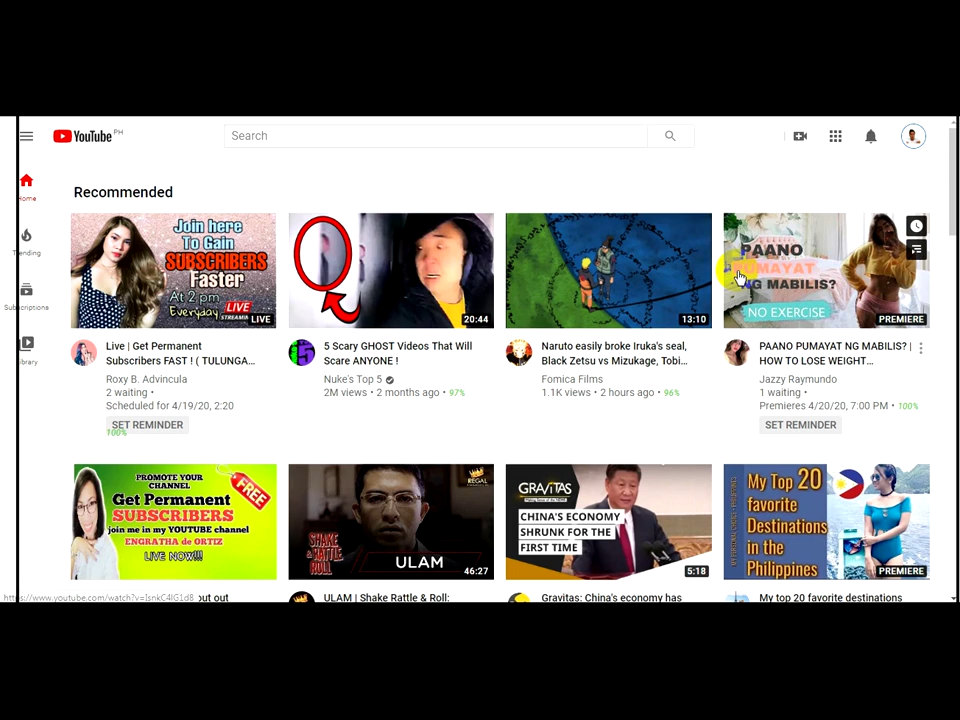 YouTube PH
Search
Home
Trending
Subscriptions
Library
Recommended
Join here
To Gain
SUBSCRIBERS
Faster
At 2 pm
Everyday
LIVE
STREAMIA
LIVE
20:44
13:10
PAANO
PUMAYAT
NG MABILIS?
NO EXERCISE
PREMIERE
Live | Get Permanent
Subscribers FAST ! ( TULUNGA...
Roxy B. Advincula
2 waiting •
Scheduled for 4/19/20, 2:20
SET REMINDER
100%
5 Scary GHOST Videos That Will
Scare ANYONE !
Nuke's Top 5
2M views • 2 months ago • 97%
Naruto easily broke Iruka's seal,
Black Zetsu vs Mizukage, Tobi...
Fomica Films
1.1K views • 2 hours ago • 96%
PAANO PUMAYAT NG MABILIS? |
HOW TO LOSE WEIGHT...
Jazzy Raymundo
1 waiting •
Premieres 4/20/20, 7:00 PM • 100%
SET REMINDER
PROMOTE YOUR
CHANNEL
FREE
Get Permanent
SUBSCRIBERS
join me in my YOUTUBE channel
ENGRATHA de ORTIZ
LIVE NOW!!!
REGAL
SHAKE
RATTLE
ROLL
ULAM
46:27
GRAVITAS
CHINA'S ECONOMY
SHRUNK FOR THE
FIRST TIME
5:18
My Top 20
favorite
Destinations
in the
Philippines
PREMIERE
https://www.youtube.com/watch?v=IsnkC4lG1d8
out out
ULAM | Shake Rattle & Roll:
Gravitas: China's economy has
My top 20 favorite destinations